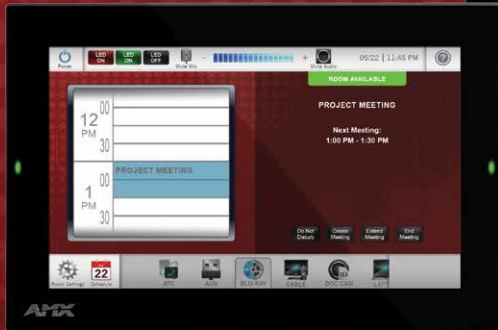 LED ON
LED ON
LED OFF
Power
Mute Mic
-
+
Mute Audio
06/22 | 11:45 PM
?
ROOM AVAILABLE
PROJECT MEETING
Next Meeting:
1:00 PM - 1:30 PM
12 PM
00
30
1 PM
00
30
PROJECT MEETING
Do Not Disturb
Create Meeting
Extend Meeting
End Meeting
Room Settings
22
Schedule
ATC
AUX
BLU-RAY
CABLE
DOC CAM
LAPT
AMX